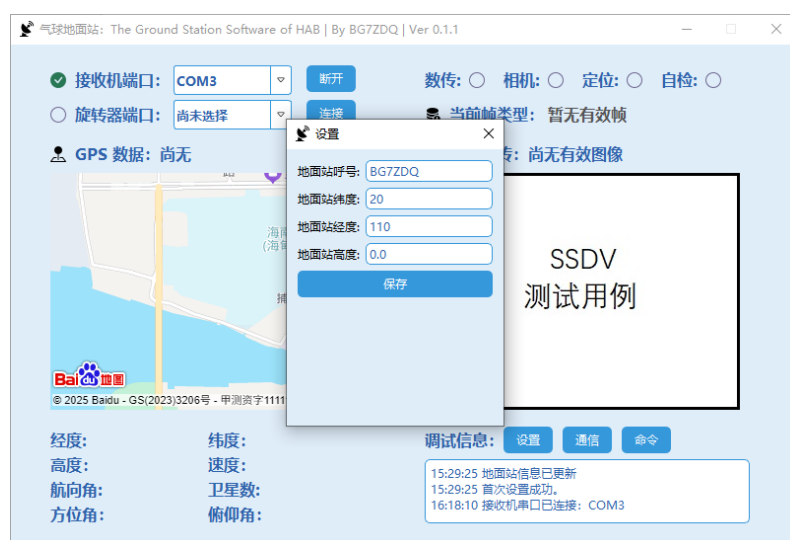 气球地面站：The Ground Station Software of HAB | By BG7ZDQ | Ver 0.1.1
接收机端口： COM3 断开
数传： 相机： 定位： 自检：
旋转器端口： 尚未选择 连接
当前帧类型：暂无有效帧
GPS 数据：尚无
：尚无有效图像
设置
地面站呼号: BG7ZDQ
地面站纬度: 20
地面站经度: 110
地面站高度: 0.0
保存
SSDV
测试用例
Bai du 地图
© 2025 Baidu - GS(2023)3206号 - 甲测资字1111
经度： 纬度：
高度： 速度：
航向角： 卫星数：
方位角： 俯仰角：
调试信息： 设置 通信 命令
15:29:25 地面站信息已更新
15:29:25 首次设置成功。
16:18:10 接收机串口已连接：COM3